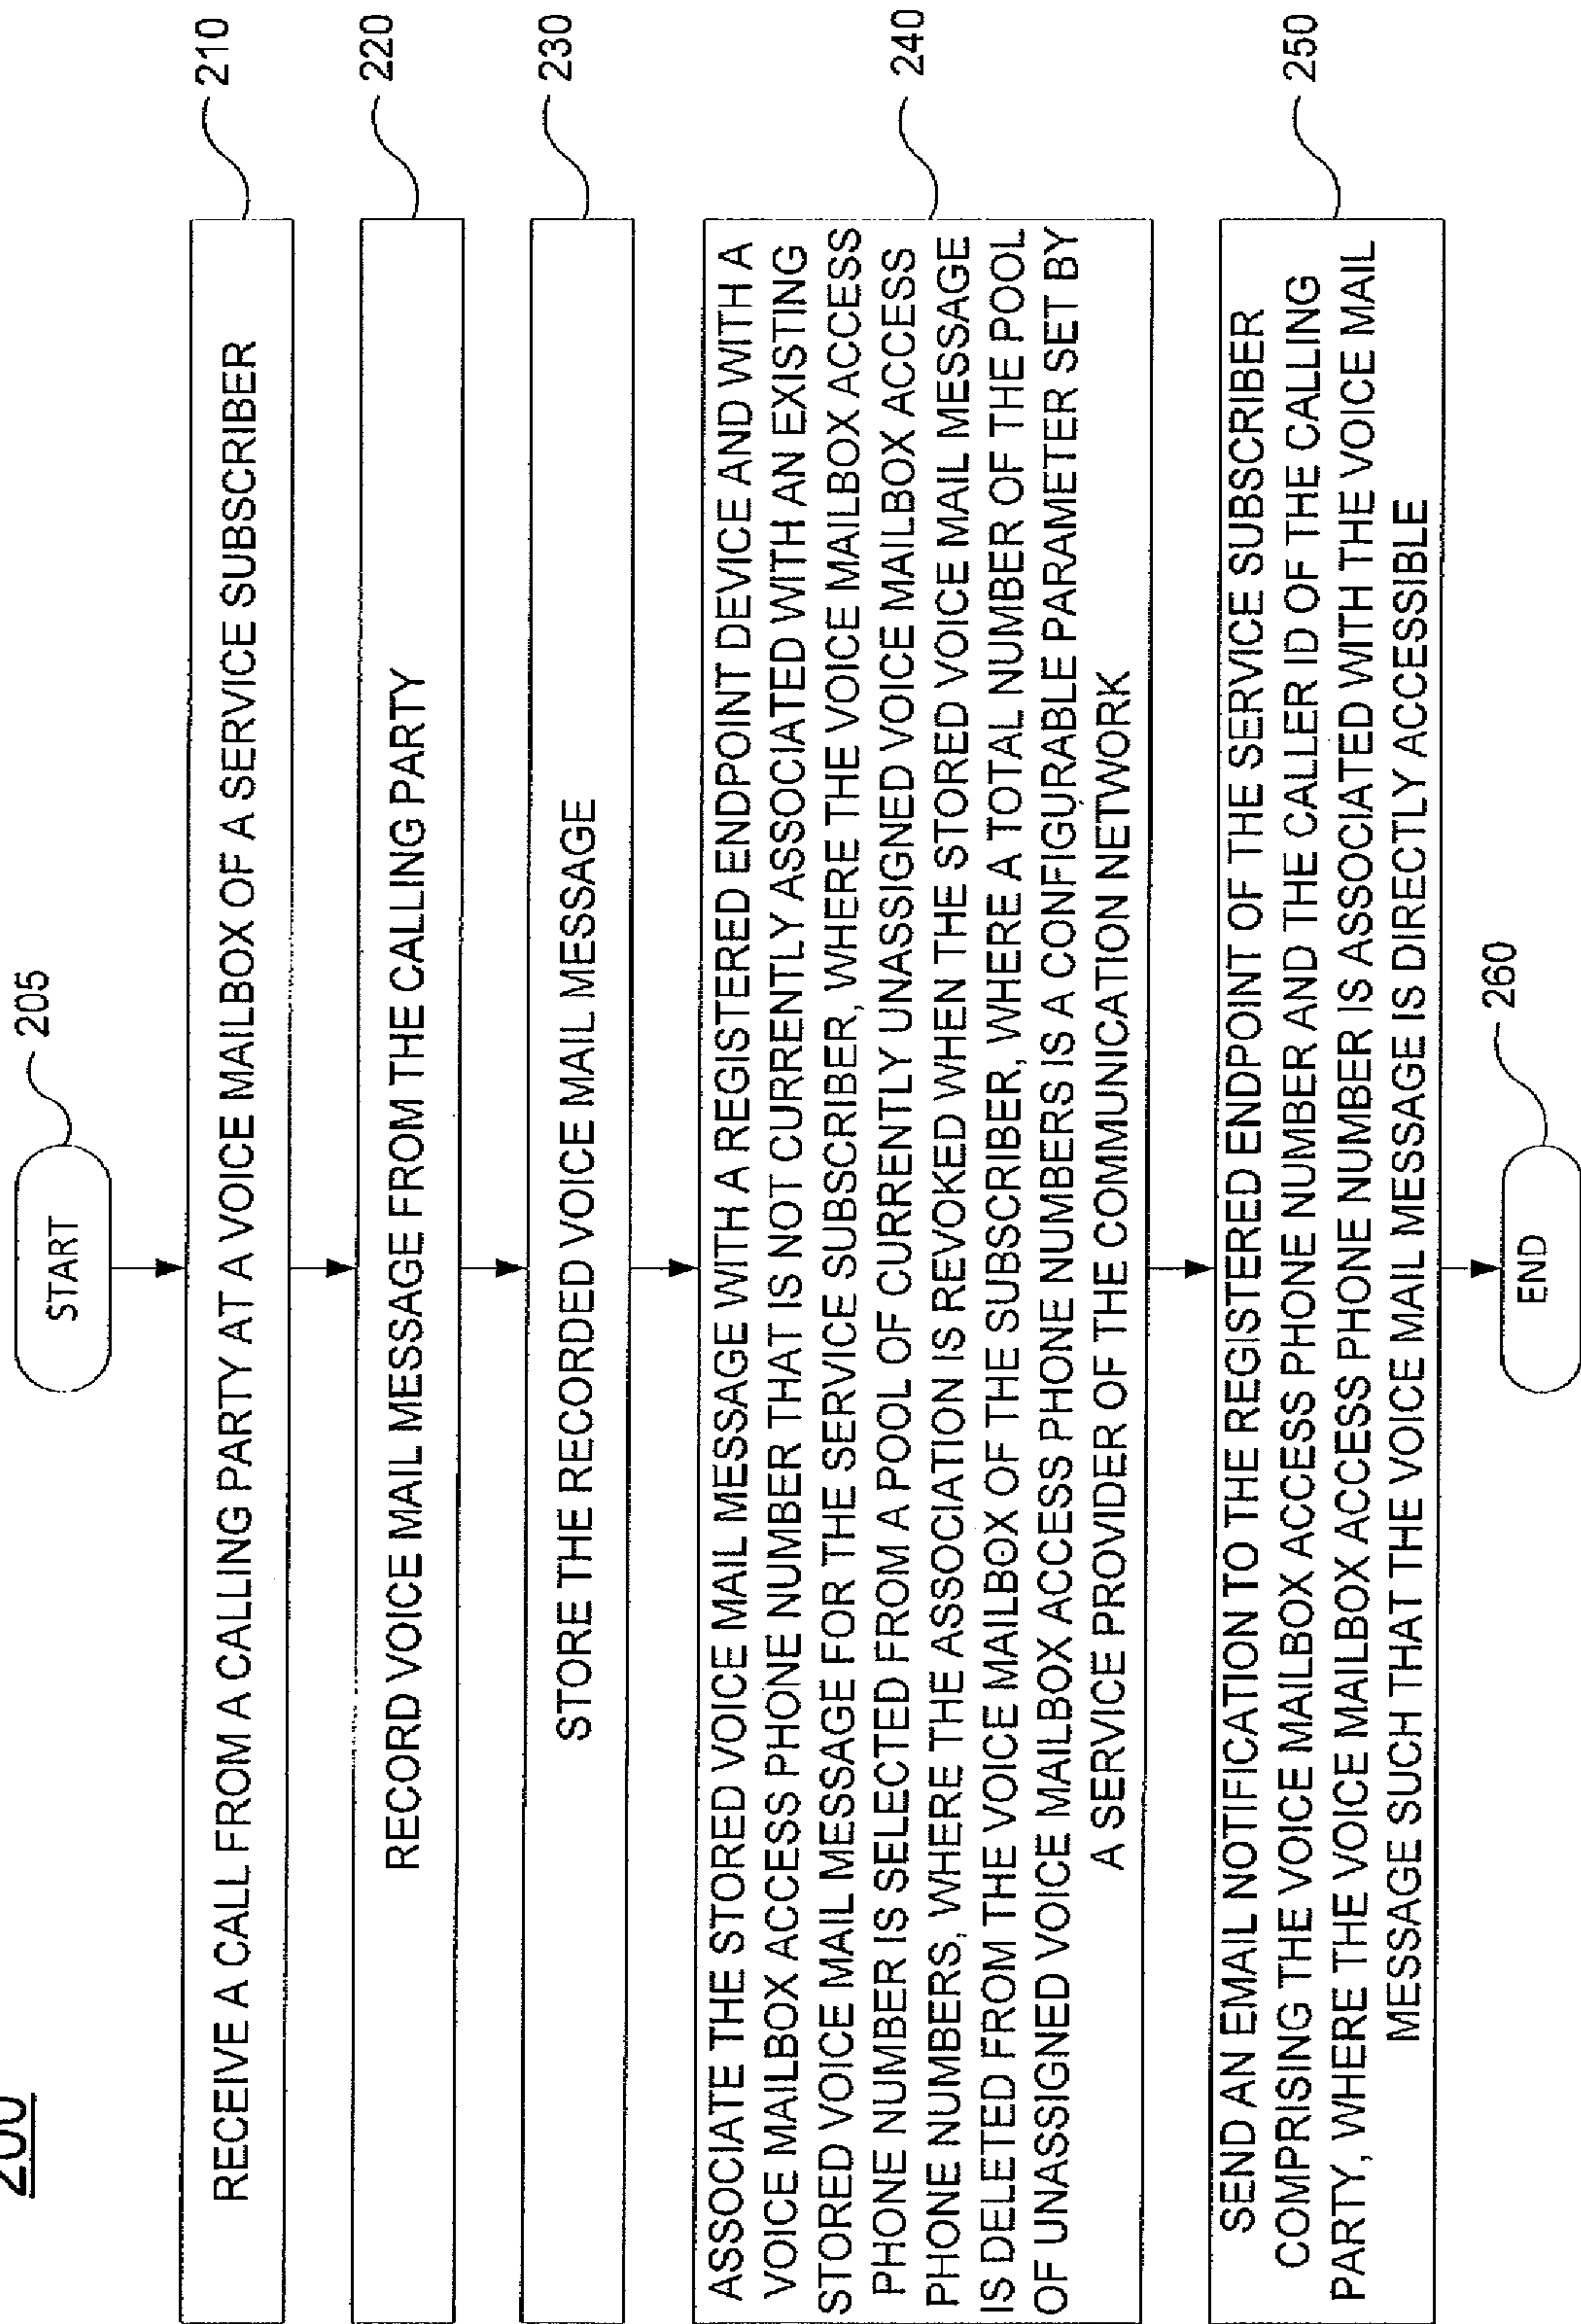 200
START
205
RECEIVE A CALL FROM A CALLING PARTY AT A VOICE MAILBOX OF A SERVICE SUBSCRIBER
210
RECORD VOICE MAIL MESSAGE FROM THE CALLING PARTY
220
STORE THE RECORDED VOICE MAIL MESSAGE
230
ASSOCIATE THE STORED VOICE MAIL MESSAGE WITH A REGISTERED ENDPOINT DEVICE AND WITH A
VOICE MAILBOX ACCESS PHONE NUMBER THAT IS NOT CURRENTLY ASSOCIATED WITH AN EXISTING
STORED VOICE MAIL MESSAGE FOR THE SERVICE SUBSCRIBER, WHERE THE VOICE MAILBOX ACCESS
PHONE NUMBER IS SELECTED FROM A POOL OF CURRENTLY UNASSIGNED VOICE MAILBOX ACCESS
PHONE NUMBERS, WHERE THE ASSOCIATION IS REVOKED WHEN THE STORED VOICE MAIL MESSAGE
IS DELETED FROM THE VOICE MAILBOX OF THE SUBSCRIBER, WHERE A TOTAL NUMBER OF THE POOL
OF UNASSIGNED VOICE MAILBOX ACCESS PHONE NUMBERS IS A CONFIGURABLE PARAMETER SET BY
A SERVICE PROVIDER OF THE COMMUNICATION NETWORK
240
SEND AN EMAIL NOTIFICATION TO THE REGISTERED ENDPOINT OF THE SERVICE SUBSCRIBER
COMPRISING THE VOICE MAILBOX ACCESS PHONE NUMBER AND THE CALLER ID OF THE CALLING
PARTY, WHERE THE VOICE MAILBOX ACCESS PHONE NUMBER IS ASSOCIATED WITH THE VOICE MAIL
MESSAGE SUCH THAT THE VOICE MAIL MESSAGE IS DIRECTLY ACCESSIBLE
250
END
260